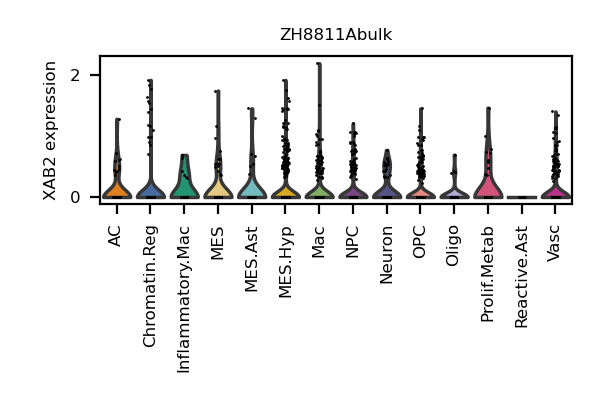 ZH8811Abulk
XAB2 expression
2
0
AC
Chromatin.Reg
Inflammatory.Mac
MES
MES.Ast
MES.Hyp
Mac
NPC
Neuron
OPC
Oligo
Prolif.Metab
Reactive.Ast
Vasc